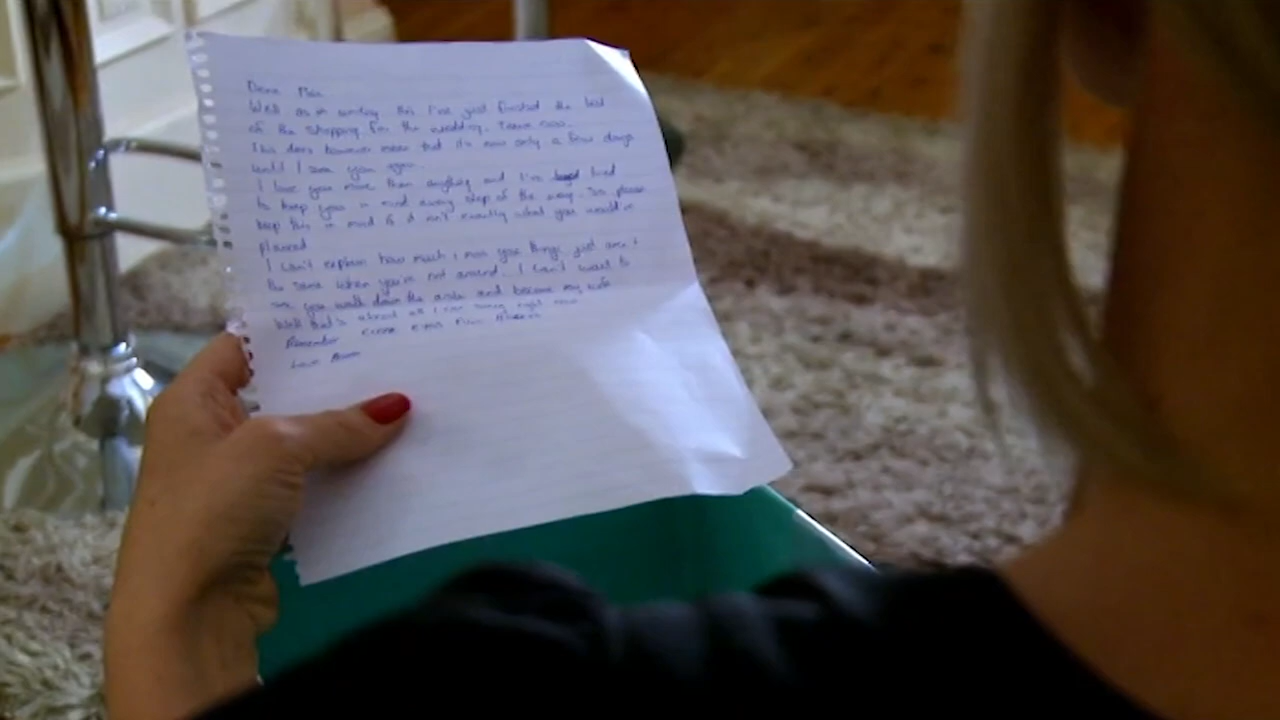 Dear
Well as writing this I've just finished the last
of the shopping for the wedding.
This does however mean that it's now only a few days
until I see you again.
I love you more than anything and I've tried
to keep you in mind every step of the way. So please
keep this in mind if it isn't exactly what you would've
planned
I can't explain how much I miss you things just aren't
the same when you're not around. I can't wait to
see you walk down the aisle and become my wife
Well that's about all I can say right now
Remember
Love